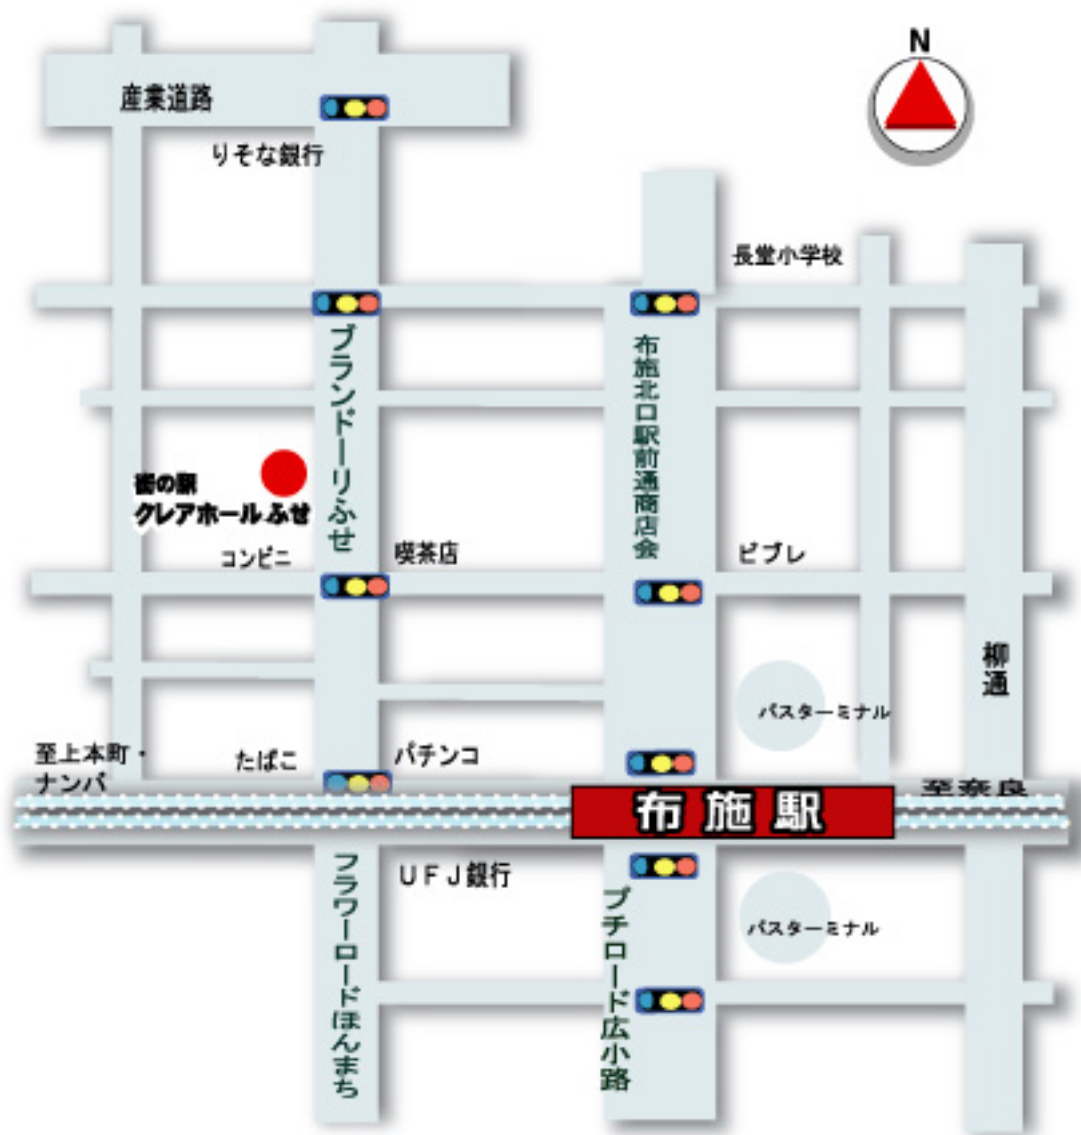 N
産業道路
りそな銀行
長堂小学校
ブランドーリふせ
布施北口駅前通商店会
街の駅
クレアホールふせ
コンビニ
喫茶店
ビブレ
柳通
バスターミナル
至上本町・
ナンバ
たばこ
パチンコ
至奈良
布施駅
UFJ銀行
フラワーロードほんまち
プチロード広小路
バスターミナル